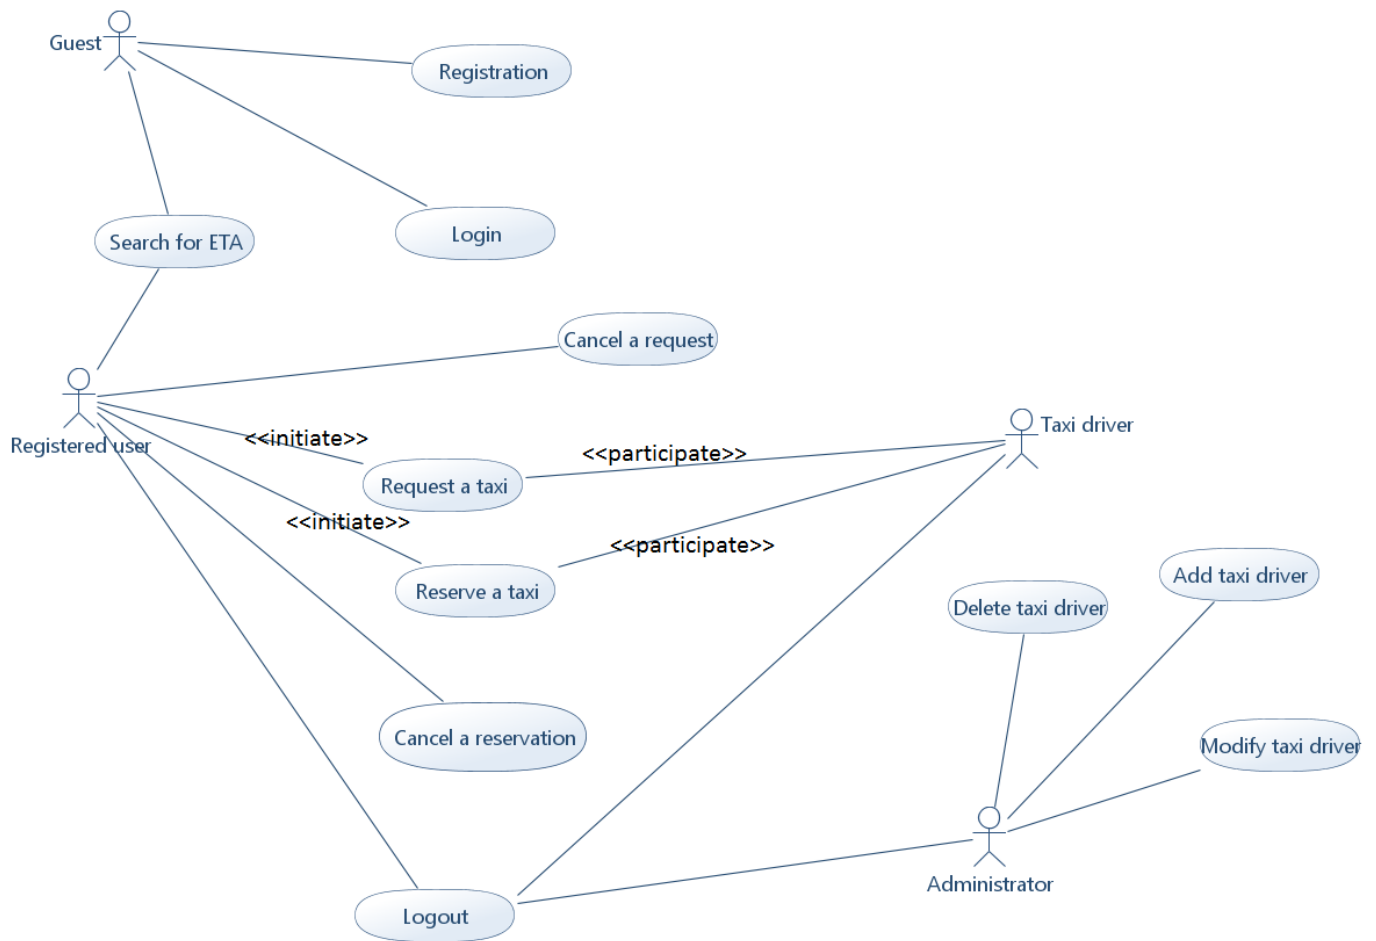 Guest
Registration
Login
Search for ETA
Cancel a request
Registered user
<<initiate>>
<<participate>>
Taxi driver
Request a taxi
<<initiate>>
<<participate>>
Reserve a taxi
Delete taxi driver
Add taxi driver
Cancel a reservation
Modify taxi driver
Administrator
Logout